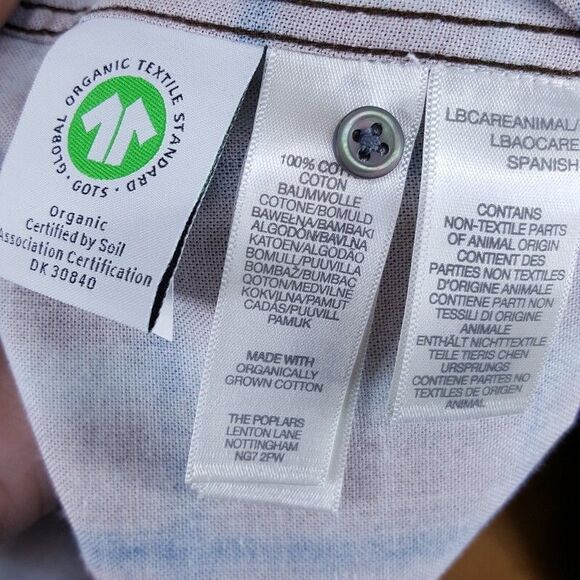 GLOBAL ORGANIC TEXTILE STANDARD
· GOTS ·
Organic
Certified by Soil
Association Certification
DK 30840
100% COT
COTTON
BAUMWOLLE
COTONE/BOMULD
BAWEŁNA/BAMBAKI
ALGODÓN/BAVLNA
KATOEN/ALGODÃO
BOMULL/PUUVILLA
BOMBAŽ/BUMBAC
QOTON/MEDVILNE
KOKVILNA/PAMUT
CADAS/PUUVILL
PAMUK
MADE WITH
ORGANICALLY
GROWN COTTON
THE POPLARS
LENTON LANE
NOTTINGHAM
NG7 2PW
LBCAREANIMAL/
LBAOCARE
SPANISH
CONTAINS
NON-TEXTILE PARTS
OF ANIMAL ORIGIN
CONTIENT DES
PARTIES NON TEXTILES
D'ORIGINE ANIMALE
CONTIENE PARTI NON
TESSILI DI ORIGINE
ANIMALE
ENTHÄLT NICHTTEXTILE
TEILE TIERIS CHEN
URSPRUNGS
CONTIENE PARTES NO
TEXTILES DE ORIGEN
ANIMAL